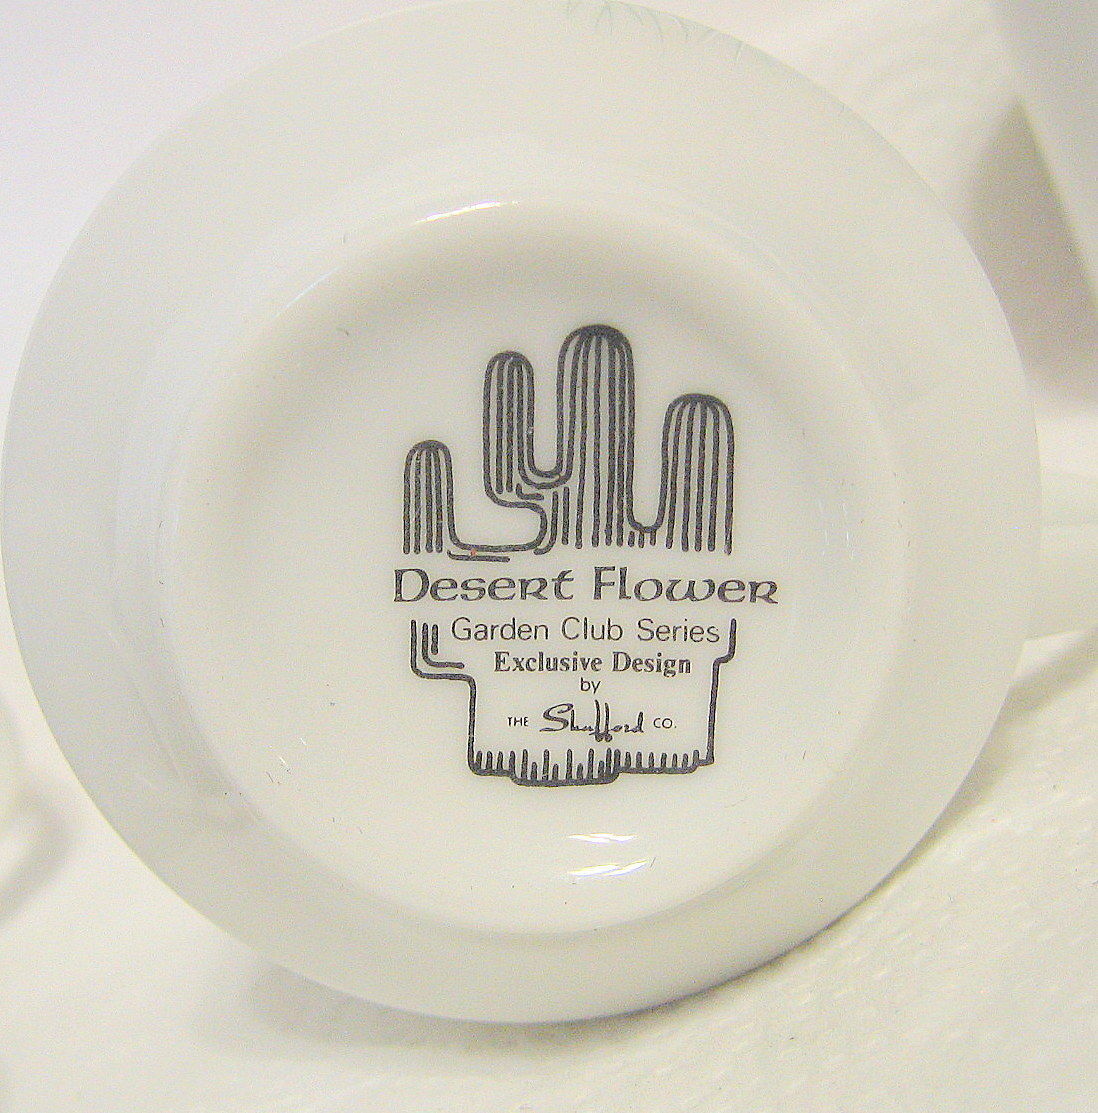 Desert Flower
Garden Club Series
Exclusive Design
by
THE Shafford CO.